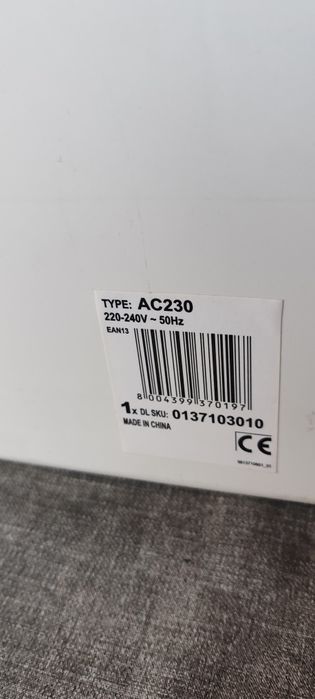 TYPE: AC230
220-240V ~ 50Hz
EAN13
8 004399 370197
1x DL SKU: 0137103010
MADE IN CHINA
CE